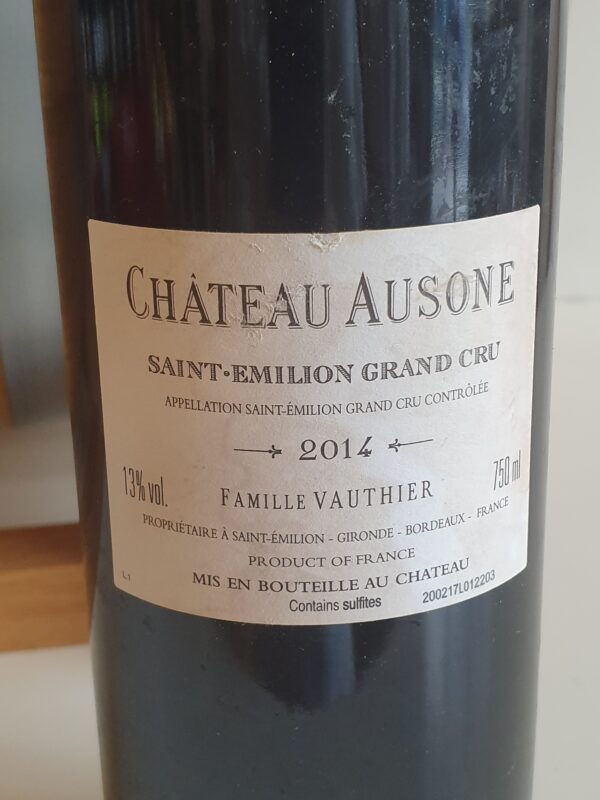 CHÂTEAU AUSONE
SAINT•EMILION GRAND CRU
APPELLATION SAINT-ÉMILION GRAND CRU CONTRÔLÉE
2014
13% vol.
FAMILLE VAUTHIER
750 ml
PROPRIÉTAIRE À SAINT-ÉMILION - GIRONDE - BORDEAUX - FRANCE
PRODUCT OF FRANCE
MIS EN BOUTEILLE AU CHATEAU
L1
Contains sulfites
200217L012203